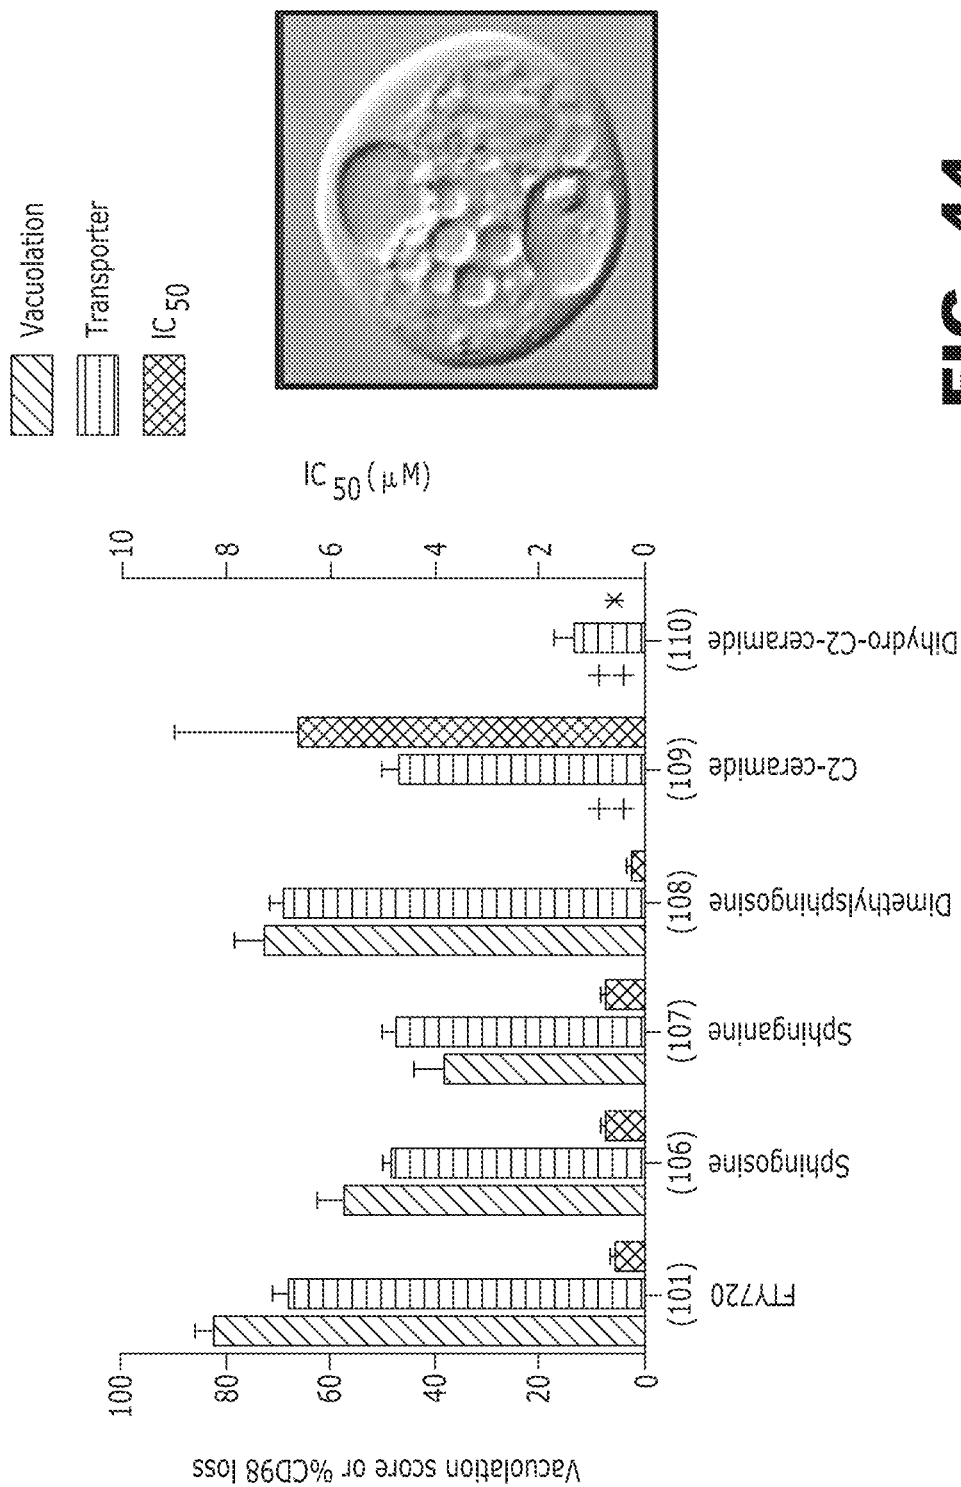 Vacuolation
Transporter
IC50
Vacuolation score or %CD98 loss
100
80
60
40
20
0
IC50 (μM)
10
8
6
4
2
0
‡
‡
*
(101)
FTY720
(106)
Sphingosine
(107)
Sphinganine
(108)
Dimethylsphingosine
(109)
C2-ceramide
(110)
Dihydro-C2-ceramide